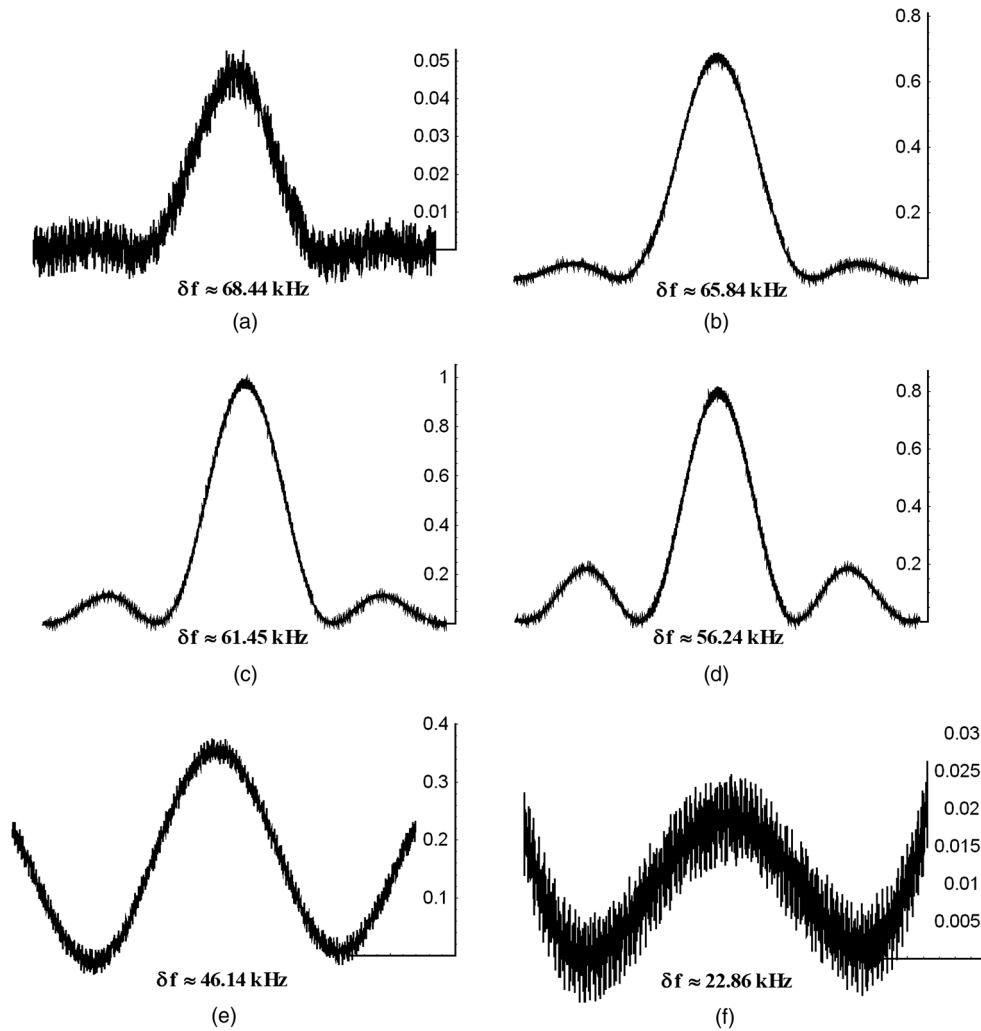 0.05
0.04
0.03
0.02
0.01
δf ≈ 68.44 kHz
(a)
0.8
0.6
0.4
0.2
δf ≈ 65.84 kHz
(b)
1
0.8
0.6
0.4
0.2
δf ≈ 61.45 kHz
(c)
0.8
0.6
0.4
0.2
δf ≈ 56.24 kHz
(d)
0.4
0.3
0.2
0.1
δf ≈ 46.14 kHz
(e)
0.03
0.025
0.02
0.015
0.01
0.005
δf ≈ 22.86 kHz
(f)